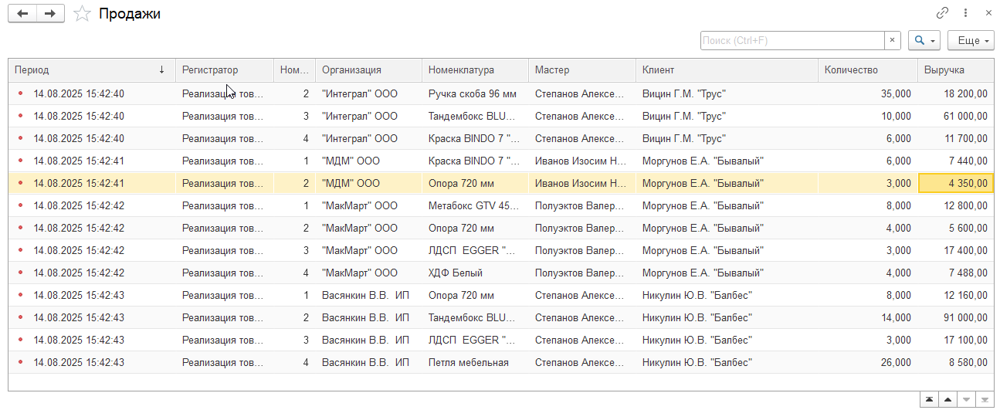 Продажи
Поиск (Ctrl+F)
Еще
Период Регистратор Ном... Организация Номенклатура Мастер Клиент Количество Выручка
14.08.2025 15:42:40 Реализация тов... 2 "Интеграл" ООО Ручка скоба 96 мм Степанов Алексе... Вицин Г.М. "Трус" 35,000 18 200,00
14.08.2025 15:42:40 Реализация тов... 3 "Интеграл" ООО Тандембокс BLU... Степанов Алексе... Вицин Г.М. "Трус" 10,000 61 000,00
14.08.2025 15:42:40 Реализация тов... 4 "Интеграл" ООО Краска BINDO 7 "... Степанов Алексе... Вицин Г.М. "Трус" 6,000 11 700,00
14.08.2025 15:42:41 Реализация тов... 1 "МДМ" ООО Краска BINDO 7 "... Иванов Изосим Н... Моргунов Е.А. "Бывалый" 6,000 7 440,00
14.08.2025 15:42:41 Реализация тов... 2 "МДМ" ООО Опора 720 мм Иванов Изосим Н... Моргунов Е.А. "Бывалый" 3,000 4 350,00
14.08.2025 15:42:42 Реализация тов... 1 "МакМарт" ООО Метабокс GTV 45... Полуэктов Валер... Моргунов Е.А. "Бывалый" 8,000 12 800,00
14.08.2025 15:42:42 Реализация тов... 2 "МакМарт" ООО Опора 720 мм Полуэктов Валер... Моргунов Е.А. "Бывалый" 4,000 5 600,00
14.08.2025 15:42:42 Реализация тов... 3 "МакМарт" ООО ЛДСП EGGER "... Полуэктов Валер... Моргунов Е.А. "Бывалый" 3,000 17 400,00
14.08.2025 15:42:42 Реализация тов... 4 "МакМарт" ООО ХДФ Белый Полуэктов Валер... Моргунов Е.А. "Бывалый" 4,000 7 488,00
14.08.2025 15:42:43 Реализация тов... 1 Васянкин В.В. ИП Опора 720 мм Степанов Алексе... Никулин Ю.В. "Балбес" 8,000 12 160,00
14.08.2025 15:42:43 Реализация тов... 2 Васянкин В.В. ИП Тандембокс BLU... Степанов Алексе... Никулин Ю.В. "Балбес" 14,000 91 000,00
14.08.2025 15:42:43 Реализация тов... 3 Васянкин В.В. ИП ЛДСП EGGER "... Степанов Алексе... Никулин Ю.В. "Балбес" 3,000 17 100,00
14.08.2025 15:42:43 Реализация тов... 4 Васянкин В.В. ИП Петля мебельная Степанов Алексе... Никулин Ю.В. "Балбес" 26,000 8 580,00